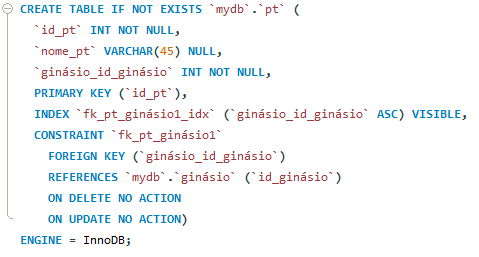 CREATE TABLE IF NOT EXISTS `mydb`.`pt` (
`id_pt` INT NOT NULL,
`nome_pt` VARCHAR(45) NULL,
`ginásio_id_ginásio` INT NOT NULL,
PRIMARY KEY (`id_pt`),
INDEX `fk_pt_ginásio1_idx` (`ginásio_id_ginásio` ASC) VISIBLE,
CONSTRAINT `fk_pt_ginásio1`
FOREIGN KEY (`ginásio_id_ginásio`)
REFERENCES `mydb`.`ginásio` (`id_ginásio`)
ON DELETE NO ACTION
ON UPDATE NO ACTION)
ENGINE = InnoDB;